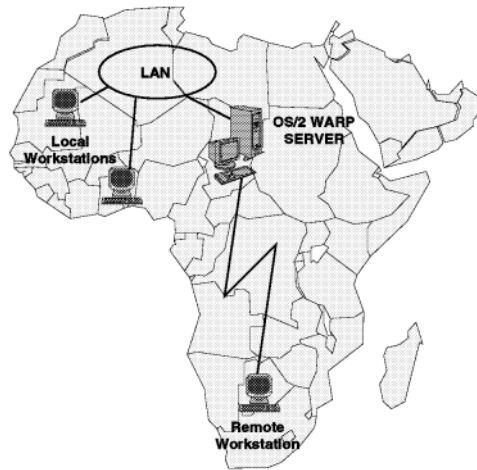 LAN
OS/2 WARP
SERVER
Local
Workstations
Remote
Workstation